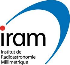 iram
Institut de
Radioastronomie
Millimétrique